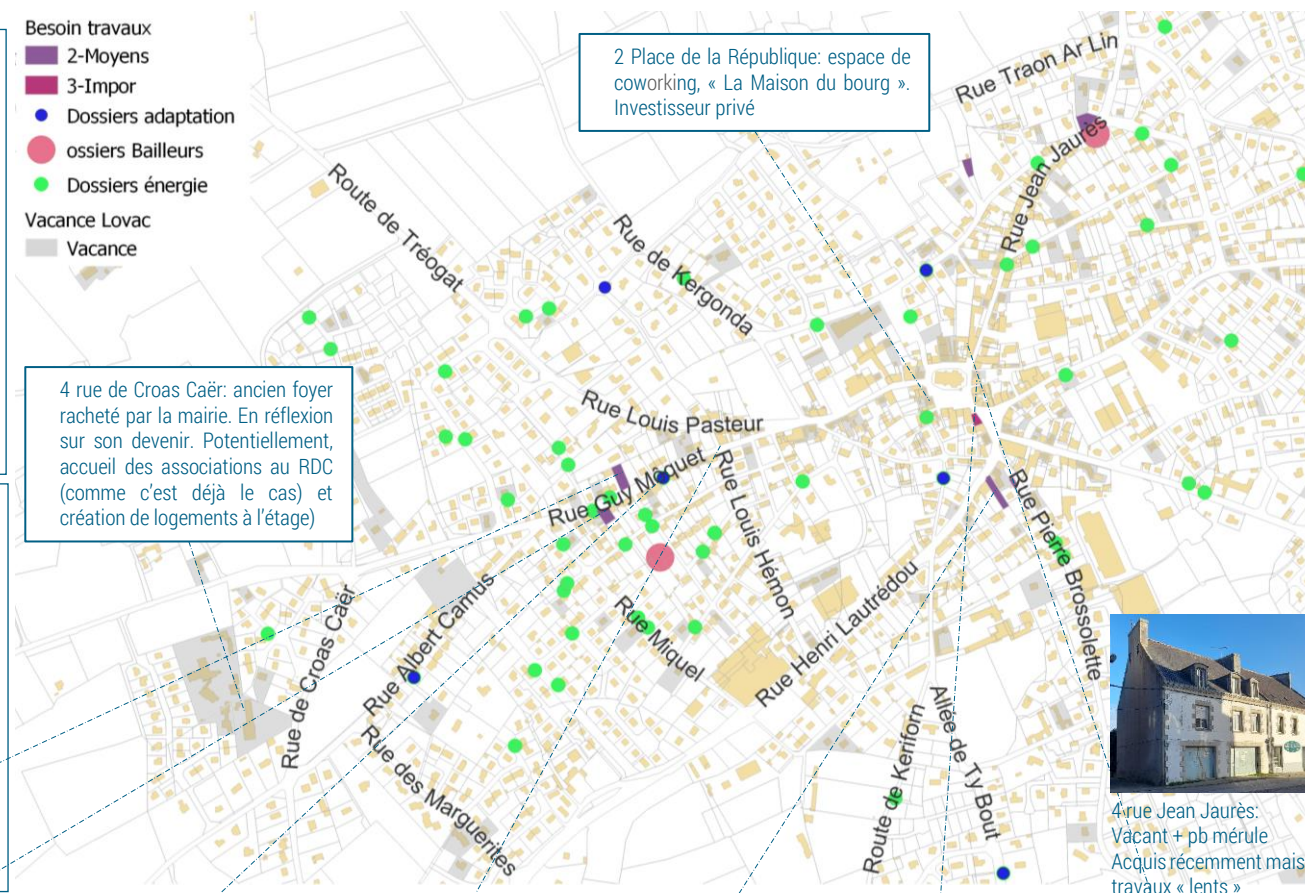 Besoin travaux
2-Moyens
3-Impor
Dossiers adaptation
ossiers Bailleurs
Dossiers énergie
Vacance Lovac
Vacance
2 Place de la République: espace de
coworking, « La Maison du bourg ».
Investisseur privé
Rue Traon Ar Lin
Rue Jean Jaurès
Route de Tréogat
Rue de Kergonda
4 rue de Croas Caër: ancien foyer
racheté par la mairie. En réflexion
sur son devenir. Potentiellement,
accueil des associations au RDC
(comme c'est déjà le cas) et
création de logements à l'étage)
Rue Louis Pasteur
Rue Guy Môquet
Rue Louis Hémon
Rue Pierre Brossolette
Rue de Croas Caër
Rue Albert Camus
Rue Miquel
Rue Henri Lautrédou
Rue des Marguerites
Route de Keriforn
Allée de Ty Bout
4 rue Jean Jaurès:
Vacant + pb mérule
Acquis récemment mais
travaux « lents »